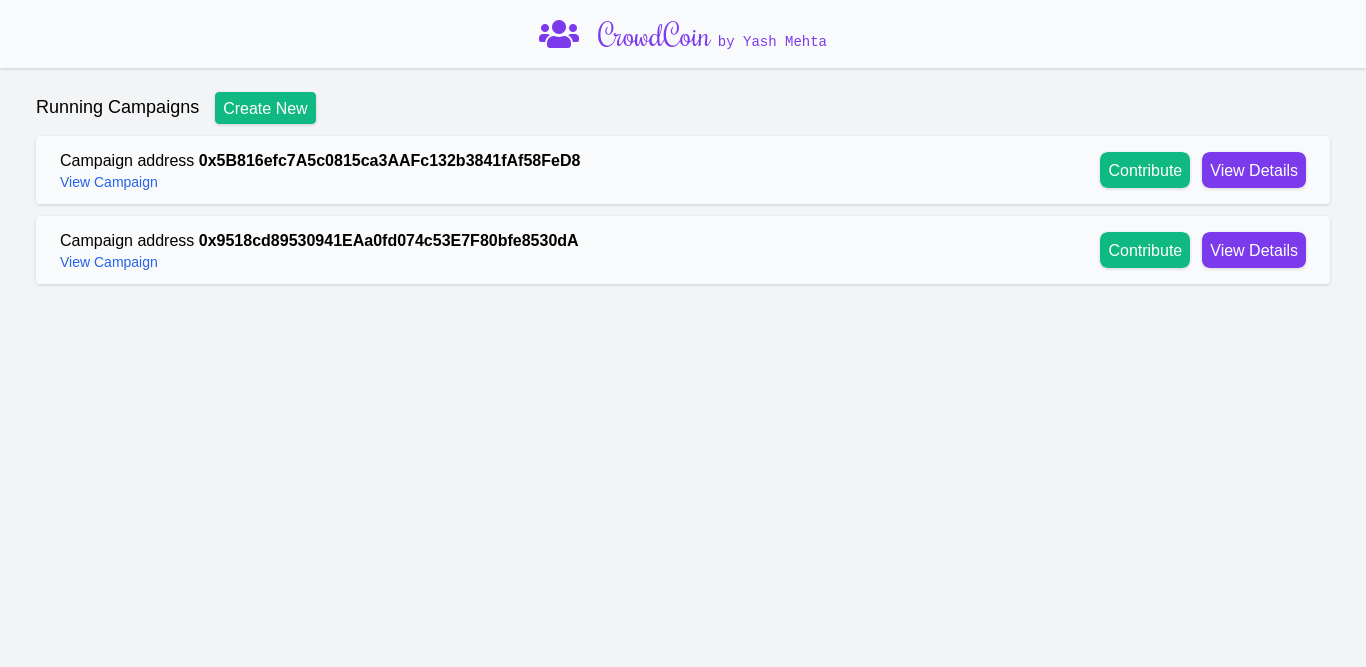 CrowdCoin by Yash Mehta
Running Campaigns Create New
Campaign address 0x5B816efc7A5c0815ca3AAFc132b3841fAf58FeD8
View Campaign
Contribute View Details
Campaign address 0x9518cd89530941EAa0fd074c53E7F80bfe8530dA
View Campaign
Contribute View Details